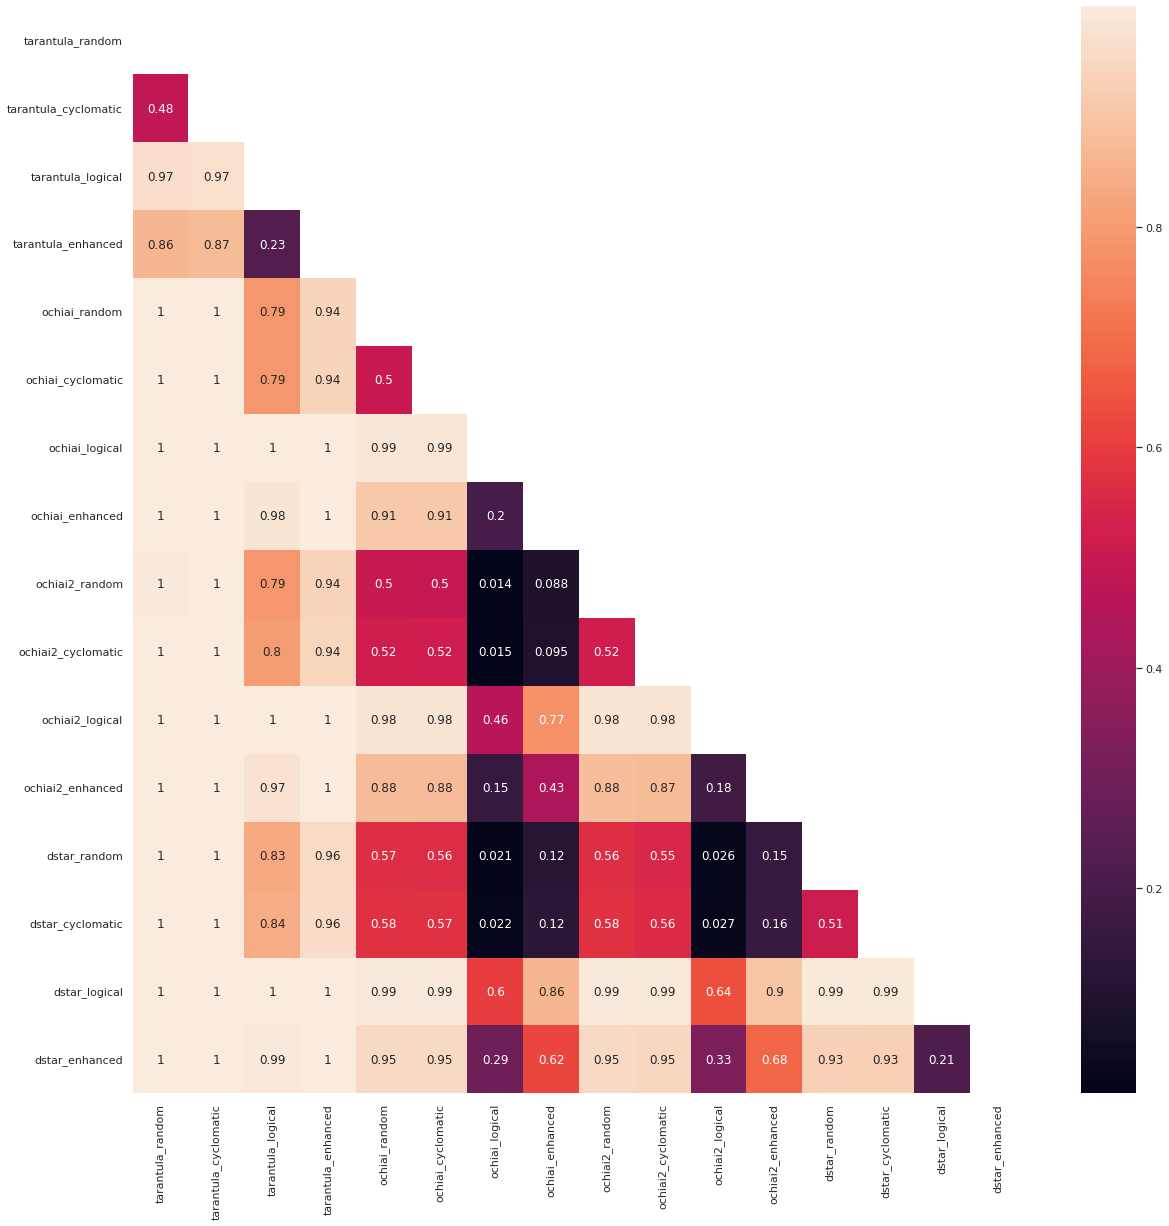 tarantula_random
tarantula_cyclomatic 0.48
tarantula_logical 0.97 0.97
tarantula_enhanced 0.86 0.87 0.23 0.8
ochiai_random 1 1 0.79 0.94
ochiai_cyclomatic 1 1 0.79 0.94 0.5
ochiai_logical 1 1 1 1 0.99 0.99 0.6
ochiai_enhanced 1 1 0.98 1 0.91 0.91 0.2
ochiai2_random 1 1 0.79 0.94 0.5 0.5 0.014 0.088
ochiai2_cyclomatic 1 1 0.8 0.94 0.52 0.52 0.015 0.095 0.52 0.4
ochiai2_logical 1 1 1 1 0.98 0.98 0.46 0.77 0.98 0.98
ochiai2_enhanced 1 1 0.97 1 0.88 0.88 0.15 0.43 0.88 0.87 0.18
dstar_random 1 1 0.83 0.96 0.57 0.56 0.021 0.12 0.56 0.55 0.026 0.15 0.2
dstar_cyclomatic 1 1 0.84 0.96 0.58 0.57 0.022 0.12 0.58 0.56 0.027 0.16 0.51
dstar_logical 1 1 1 1 0.99 0.99 0.6 0.86 0.99 0.99 0.64 0.9 0.99 0.99
dstar_enhanced 1 1 0.99 1 0.95 0.95 0.29 0.62 0.95 0.95 0.33 0.68 0.93 0.93 0.21
tarantula_random
tarantula_cyclomatic
tarantula_logical
tarantula_enhanced
ochiai_random
ochiai_cyclomatic
ochiai_logical
ochiai_enhanced
ochiai2_random
ochiai2_cyclomatic
ochiai2_logical
ochiai2_enhanced
dstar_random
dstar_cyclomatic
dstar_logical
dstar_enhanced